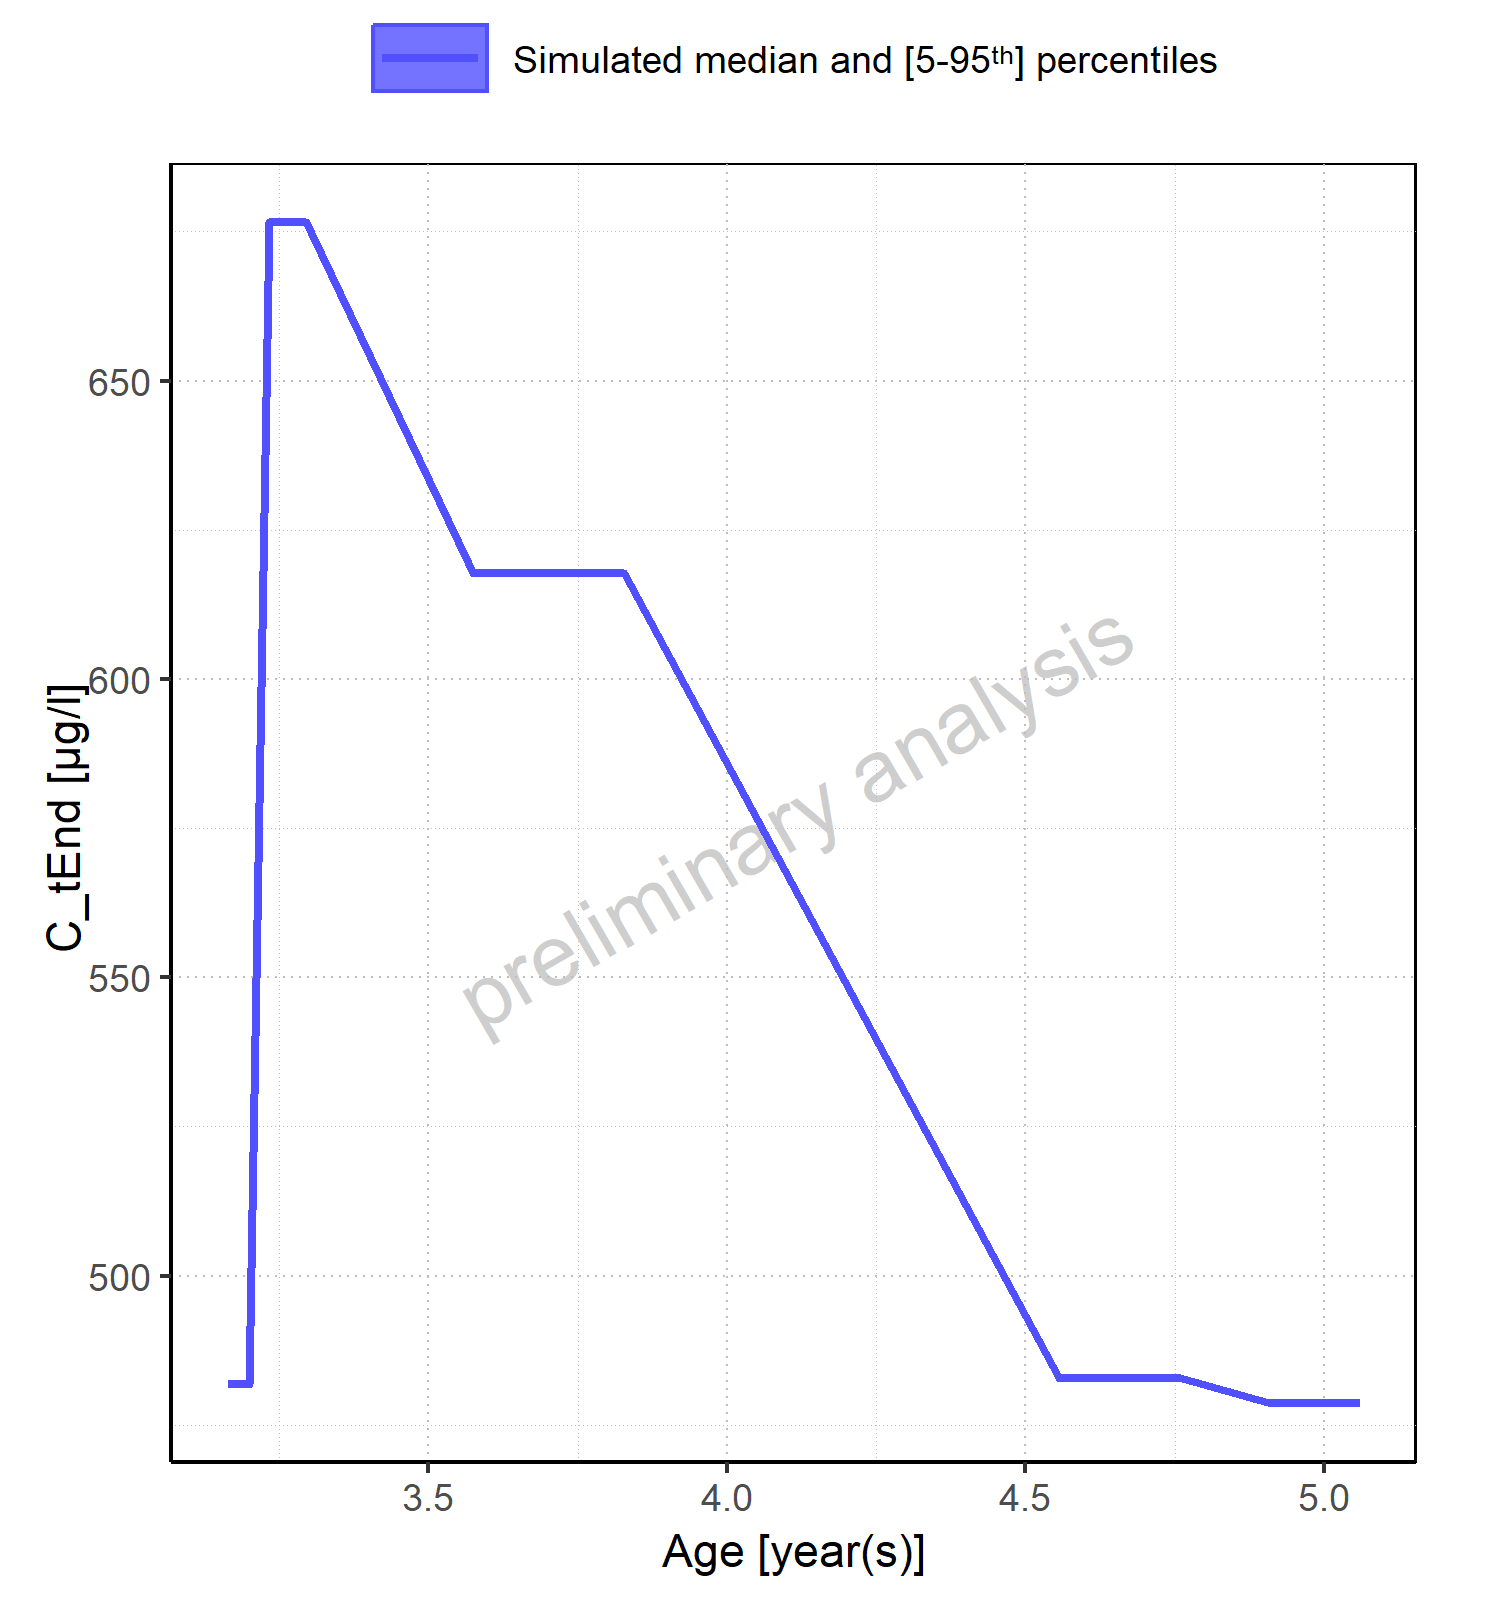 Simulated median and [5-95ᵗʰ] percentiles
650
600
550
500
C_tEnd [µg/l]
preliminary analysis
3.5 4.0 4.5 5.0
Age [year(s)]